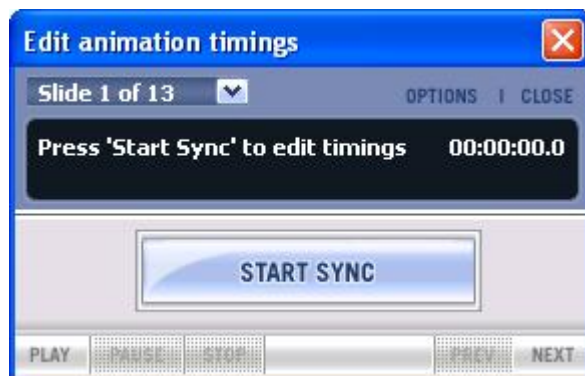 Edit animation timings
Slide 1 of 13
OPTIONS | CLOSE
Press 'Start Sync' to edit timings 00:00:00.0
START SYNC
PLAY PAUSE STOP PREV NEXT